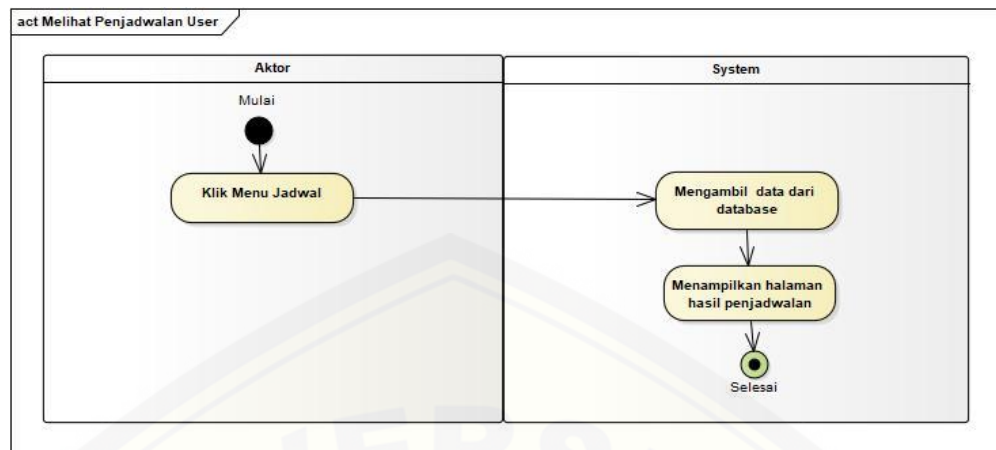 act Melihat Penjadwalan User
Aktor
System
Mulai
Klik Menu Jadwal
Mengambil data dari
database
Menampilkan halaman
hasil penjadwalan
Selesai